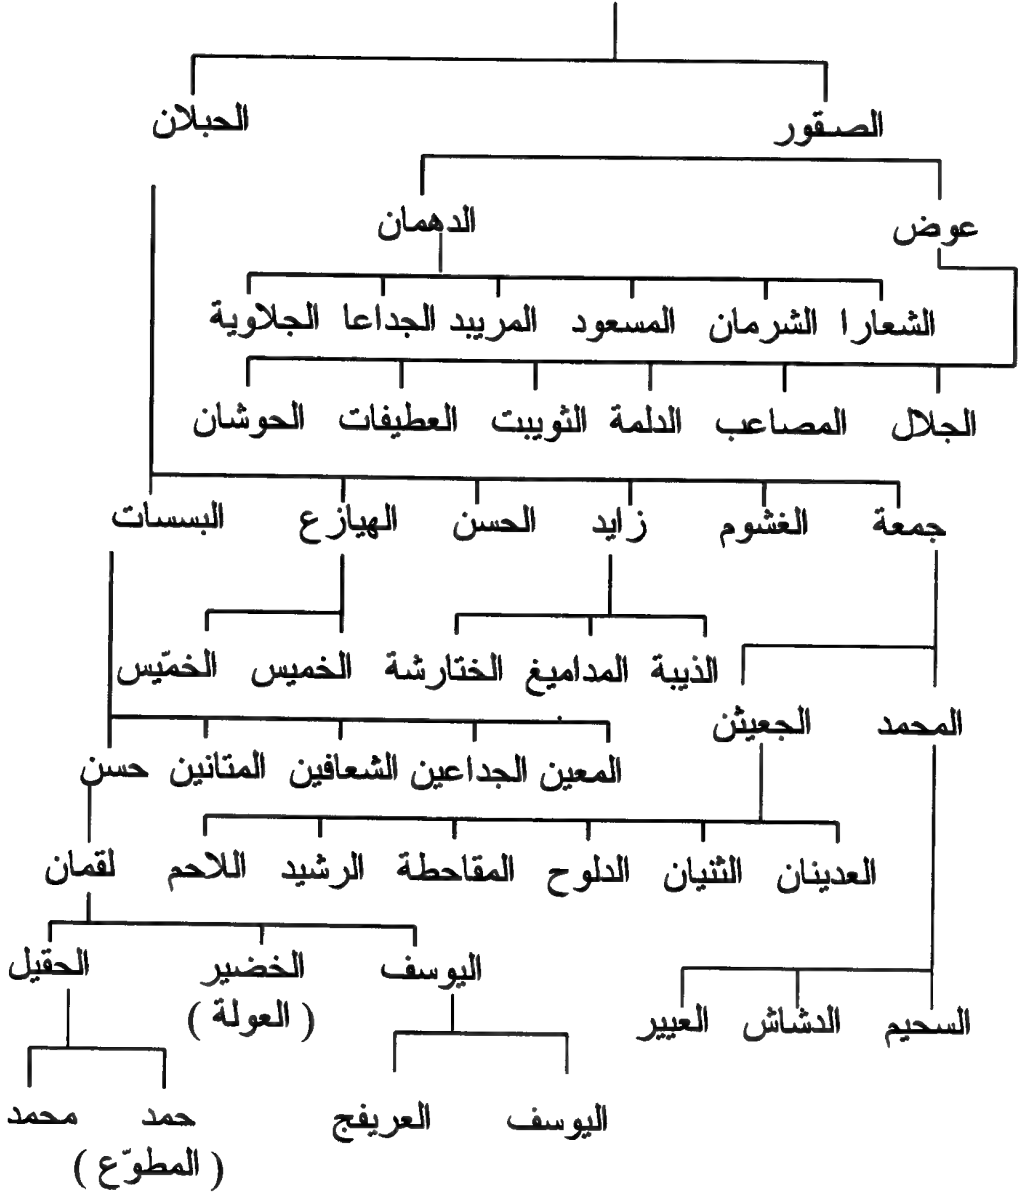 الصقور الحبلان
عوض الدهمان
الشعارا الشرمان المسعود المريبد الجداعا الجلاوية
الجلال المصاعب الدلمة الثويبت العطيفات الحوشان
جمعة الغشوم زايد الحسن الهيازع البسسات
الذيبة المداميغ الختارشة الخميس الخمّيس
المحمد الجعيثن
المعين الجداعين الشعافين المتانين حسن
العدينان الثنيان الدلوح المقاحطة الرشيد اللاحم لقمان
اليوسف الخضير الحقيل
السحيم الدشاش العيير ( العولة )
اليوسف العريفج حمد محمد
( المطوّع )